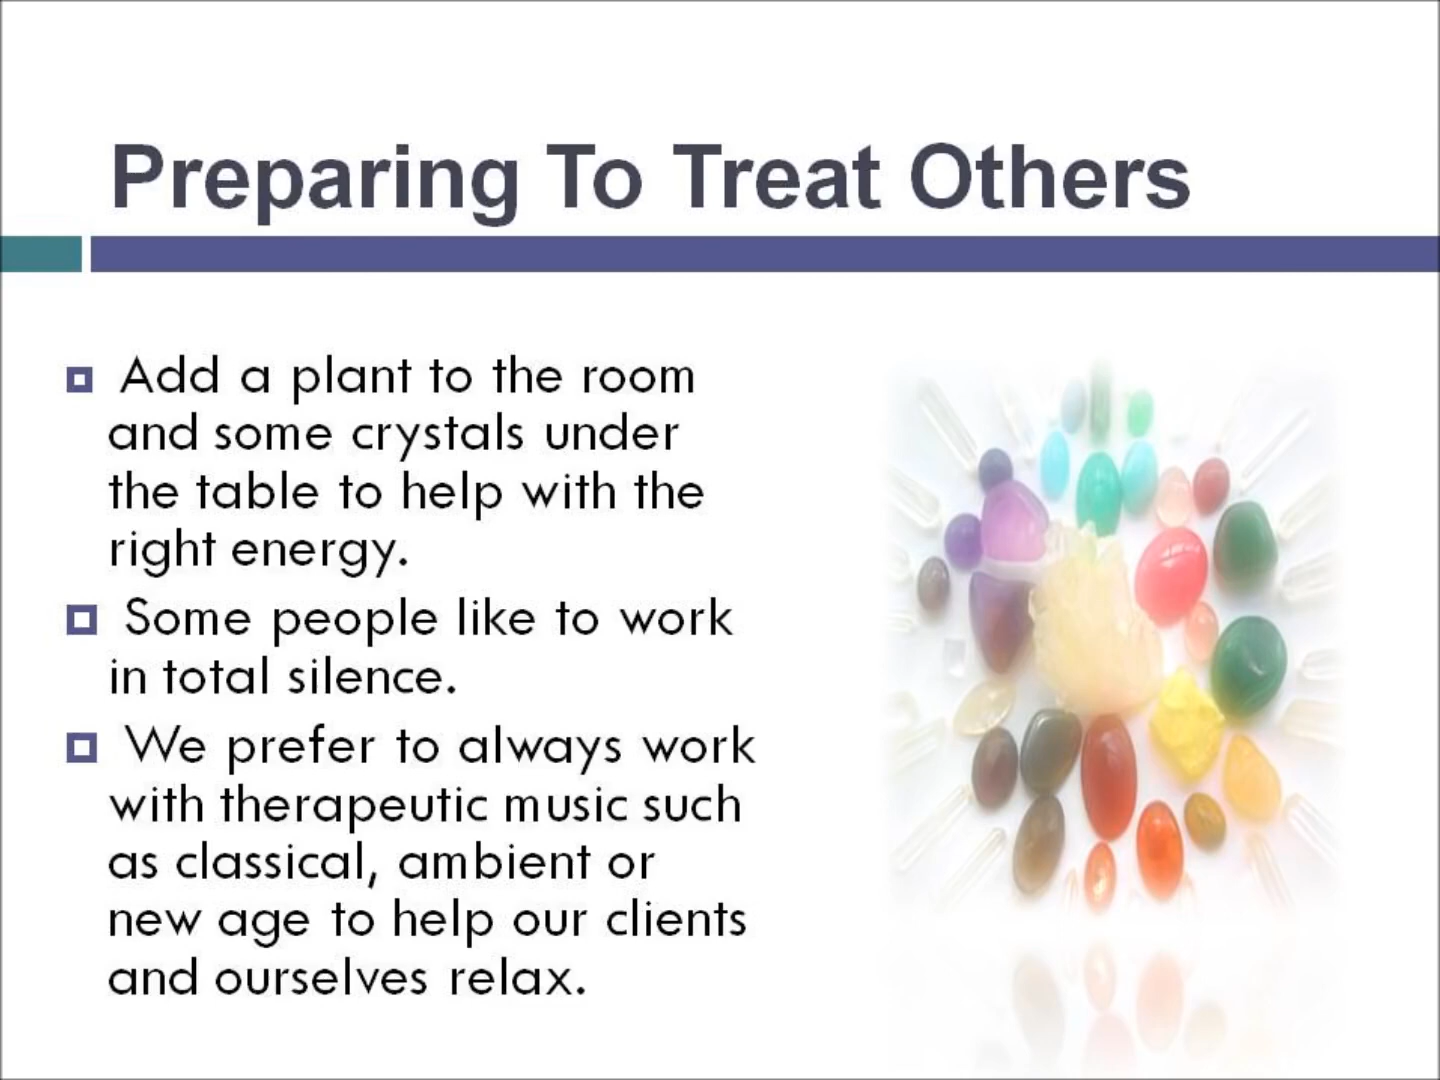 Preparing To Treat Others
Add a plant to the room
and some crystals under
the table to help with the
right energy.
Some people like to work
in total silence.
We prefer to always work
with therapeutic music such
as classical, ambient or
new age to help our clients
and ourselves relax.